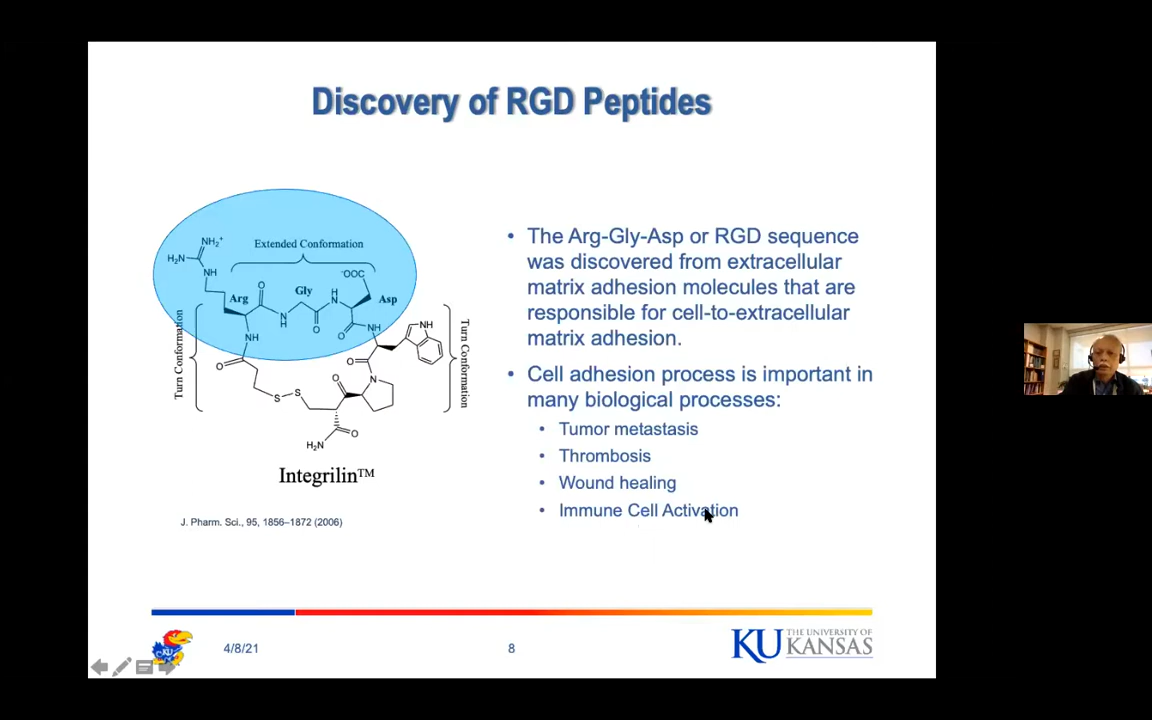 Discovery of RGD Peptides
NH₂⁺
H₂N
NH
Extended Conformation
⁻OOC
Arg
O
Gly
H
N
Asp
N
H
O
O
NH
NH
NH
O
O
O
N
S
S
O
H₂N
Turn Conformation
Turn Conformation
Integrilin™
J. Pharm. Sci., 95, 1856–1872 (2006)
• The Arg-Gly-Asp or RGD sequence
was discovered from extracellular
matrix adhesion molecules that are
responsible for cell-to-extracellular
matrix adhesion.
• Cell adhesion process is important in
many biological processes:
• Tumor metastasis
• Thrombosis
• Wound healing
• Immune Cell Activation
KU
4/8/21
8
KU THE UNIVERSITY OF
KANSAS